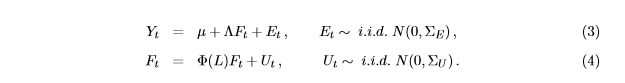 Y_t = μ + ΛF_t + E_t , E_t ∼ i.i.d. N(0, Σ_E) , (3)
F_t = Φ(L)F_t + U_t , U_t ∼ i.i.d. N(0, Σ_U) . (4)